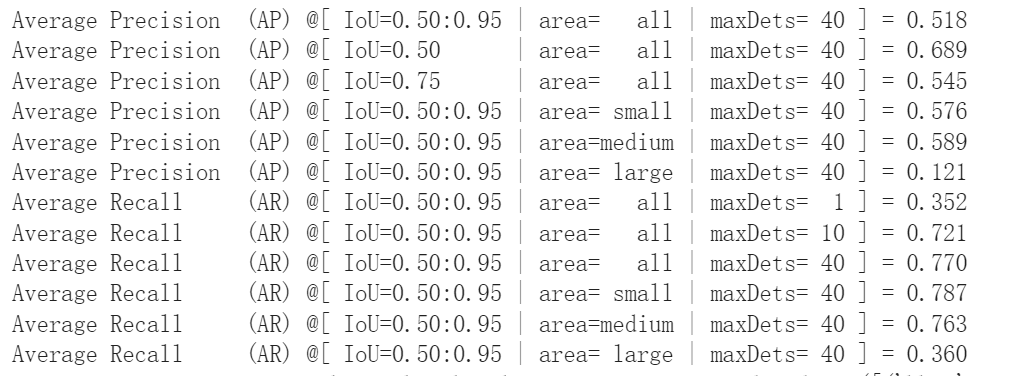 Average Precision  (AP) @[ IoU=0.50:0.95 | area=   all | maxDets= 40 ] = 0.518
Average Precision  (AP) @[ IoU=0.50      | area=   all | maxDets= 40 ] = 0.689
Average Precision  (AP) @[ IoU=0.75      | area=   all | maxDets= 40 ] = 0.545
Average Precision  (AP) @[ IoU=0.50:0.95 | area= small | maxDets= 40 ] = 0.576
Average Precision  (AP) @[ IoU=0.50:0.95 | area=medium | maxDets= 40 ] = 0.589
Average Precision  (AP) @[ IoU=0.50:0.95 | area= large | maxDets= 40 ] = 0.121
Average Recall     (AR) @[ IoU=0.50:0.95 | area=   all | maxDets=  1 ] = 0.352
Average Recall     (AR) @[ IoU=0.50:0.95 | area=   all | maxDets= 10 ] = 0.721
Average Recall     (AR) @[ IoU=0.50:0.95 | area=   all | maxDets= 40 ] = 0.770
Average Recall     (AR) @[ IoU=0.50:0.95 | area= small | maxDets= 40 ] = 0.787
Average Recall     (AR) @[ IoU=0.50:0.95 | area=medium | maxDets= 40 ] = 0.763
Average Recall     (AR) @[ IoU=0.50:0.95 | area= large | maxDets= 40 ] = 0.360